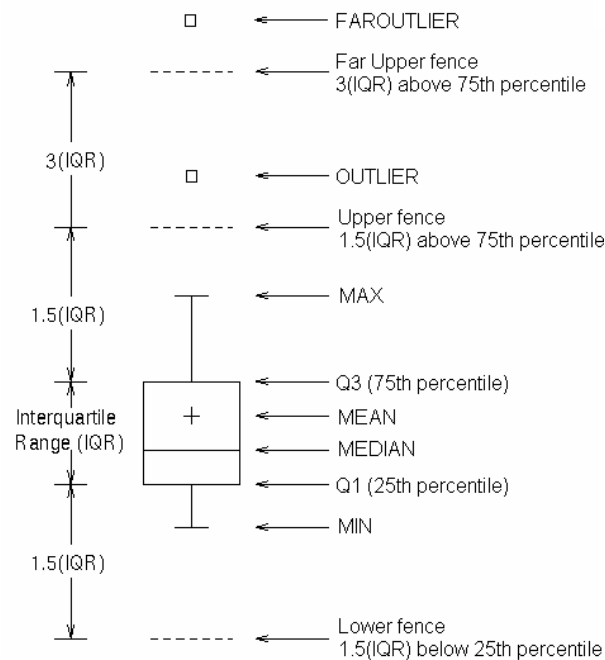 FAROUTLIER
Far Upper fence
3(IQR) above 75th percentile
3(IQR)
OUTLIER
Upper fence
1.5(IQR) above 75th percentile
1.5(IQR)
MAX
Q3 (75th percentile)
Interquartile
Range (IQR)
MEAN
MEDIAN
Q1 (25th percentile)
MIN
1.5(IQR)
Lower fence
1.5(IQR) below 25th percentile